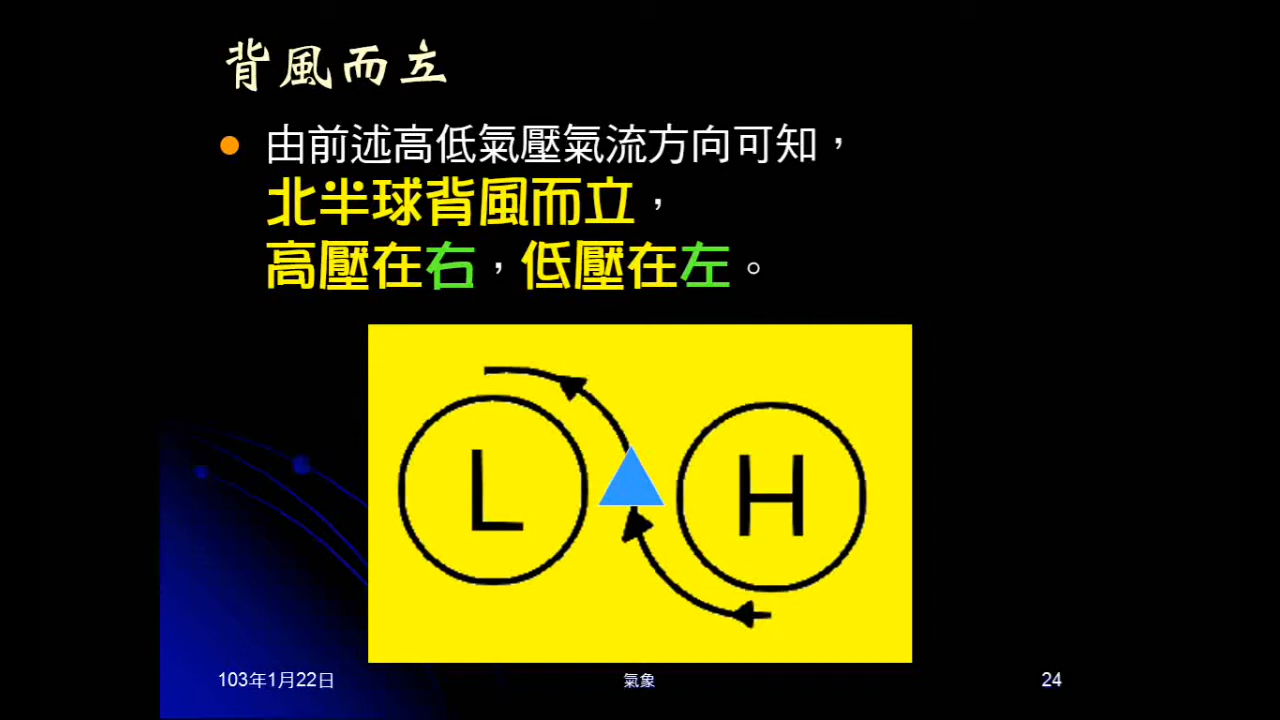 背風而立
由前述高低氣壓氣流方向可知，
北半球背風而立，
高壓在右，低壓在左。
L H
103年1月22日 氣象 24